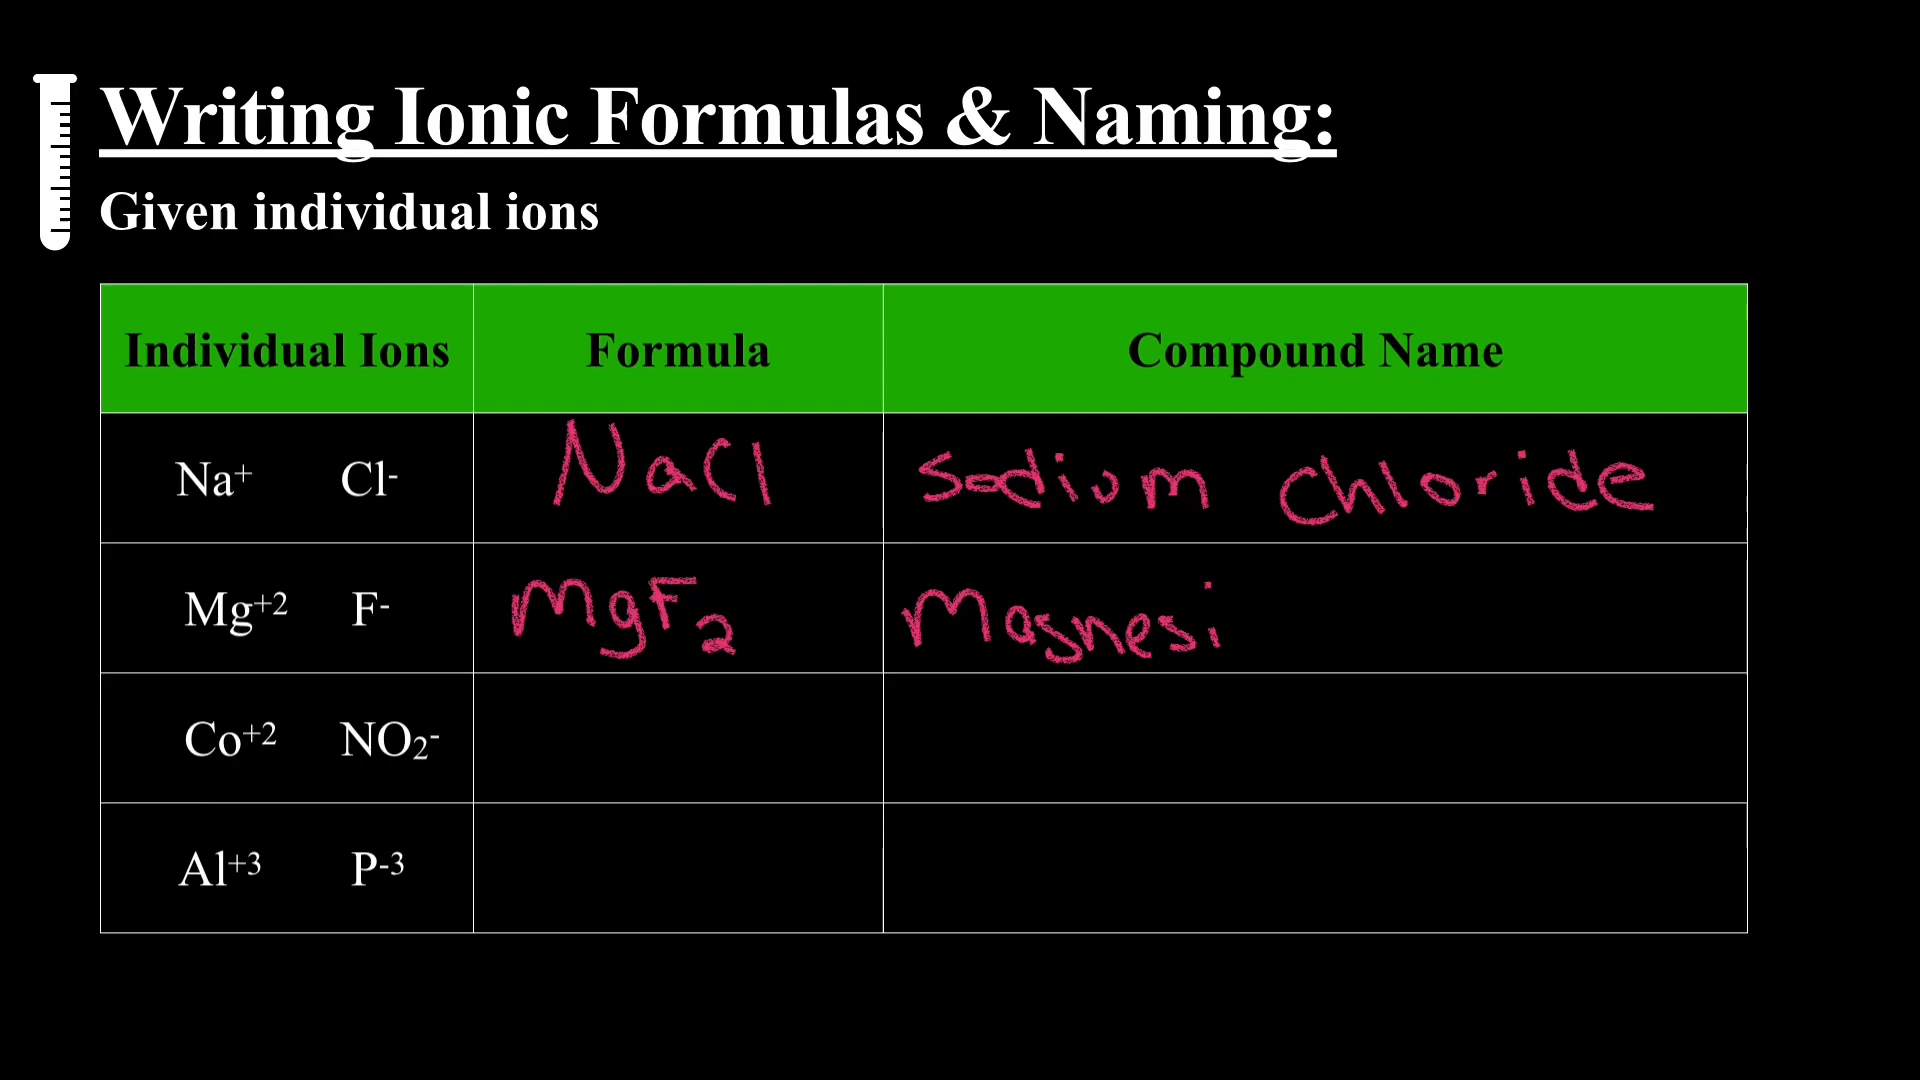 Writing Ionic Formulas & Naming:
Given individual ions
Individual Ions Formula Compound Name
Na⁺ Cl⁻ NaCl Sodium Chloride
Mg⁺² F⁻ MgF₂ Magnesi
Co⁺² NO₂⁻
Al⁺³ P⁻³